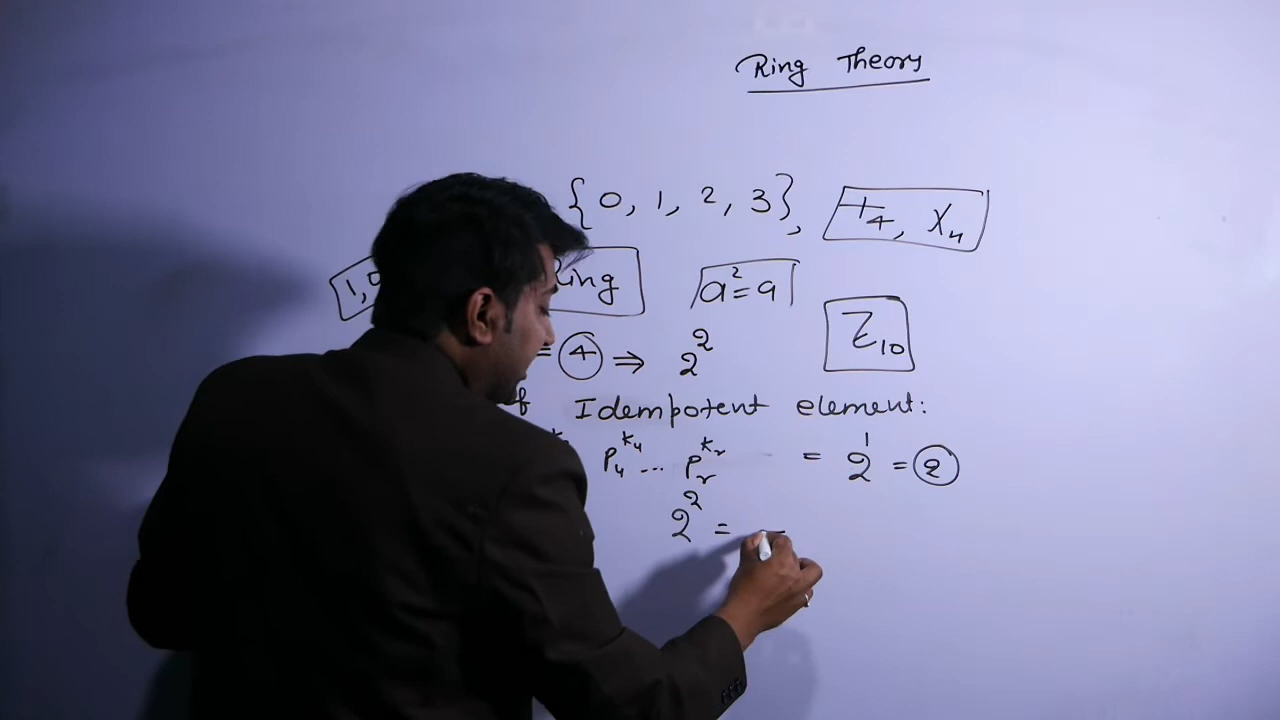 Ring Theory
{0, 1, 2, 3}, +₄, X₄
1, 0 Ring a² = a
Z₁₀
= 4 ⇒ 2²
of Idempotent element:
P₄^k₄ ... Pᵣ^kᵣ = 2¹ = 2
2² =